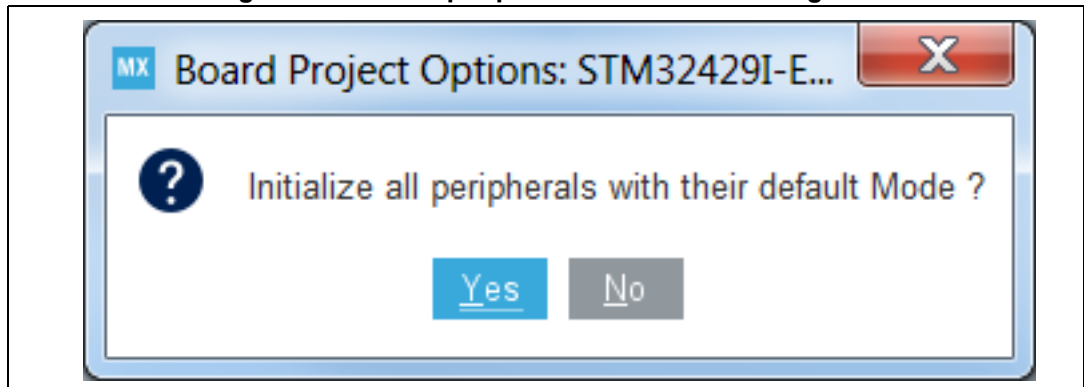 MX Board Project Options: STM32429I-E...
X
Initialize all peripherals with their default Mode ?
Yes No